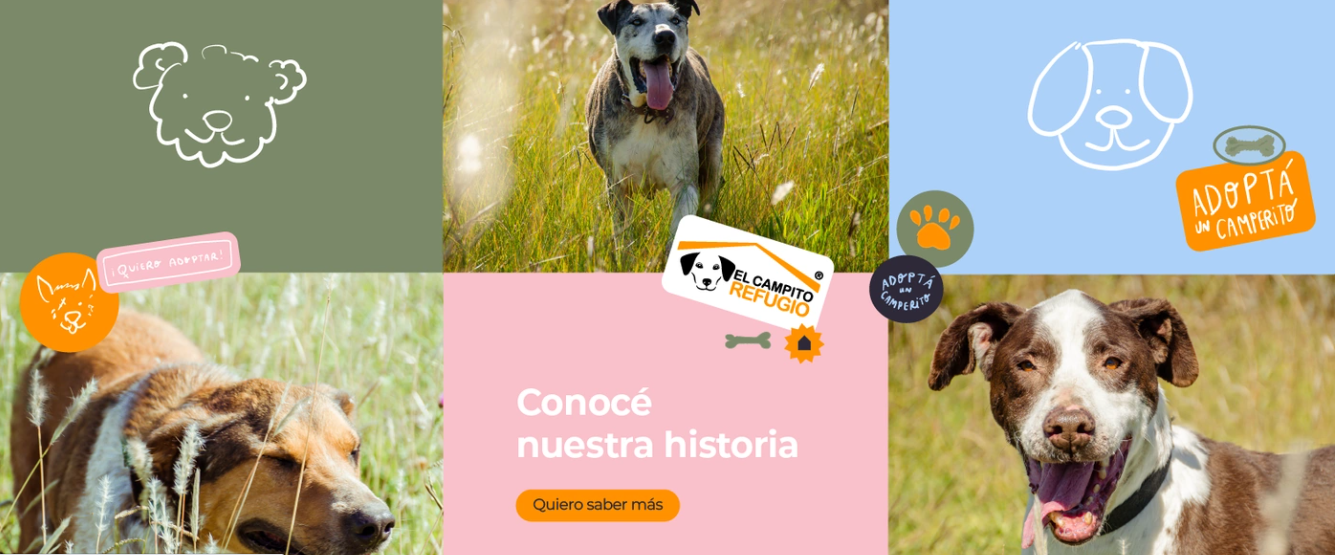 ¡QUIERO ADOPTAR!
EL CAMPITO
REFUGIO
®
ADOPTÁ
UN
CAMPERITO
ADOPTÁ
UN CAMPERITO
Conocé
nuestra historia
Quiero saber más